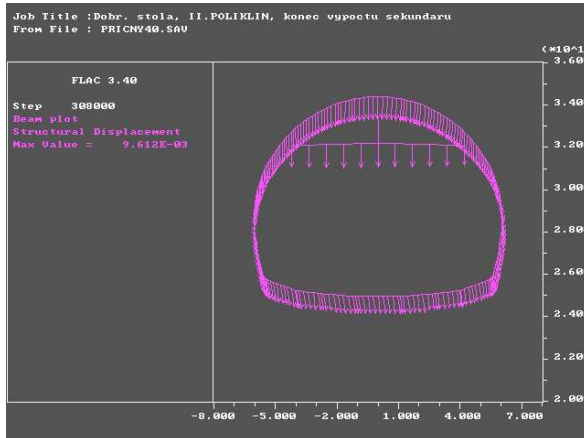 Job Title :Dobr. stola, II.POLIKLIN, konec vypoctu sekundaru
From File : PRICNY40.SAV
(*10^1
FLAC 3.40
Step 308000
Beam plot
Structural Displacement
Max Value = 9.612E-03
3.60
3.40
3.20
3.00
2.80
2.60
2.40
2.20
2.00
-8.000 -5.000 -2.000 1.000 4.000 7.000